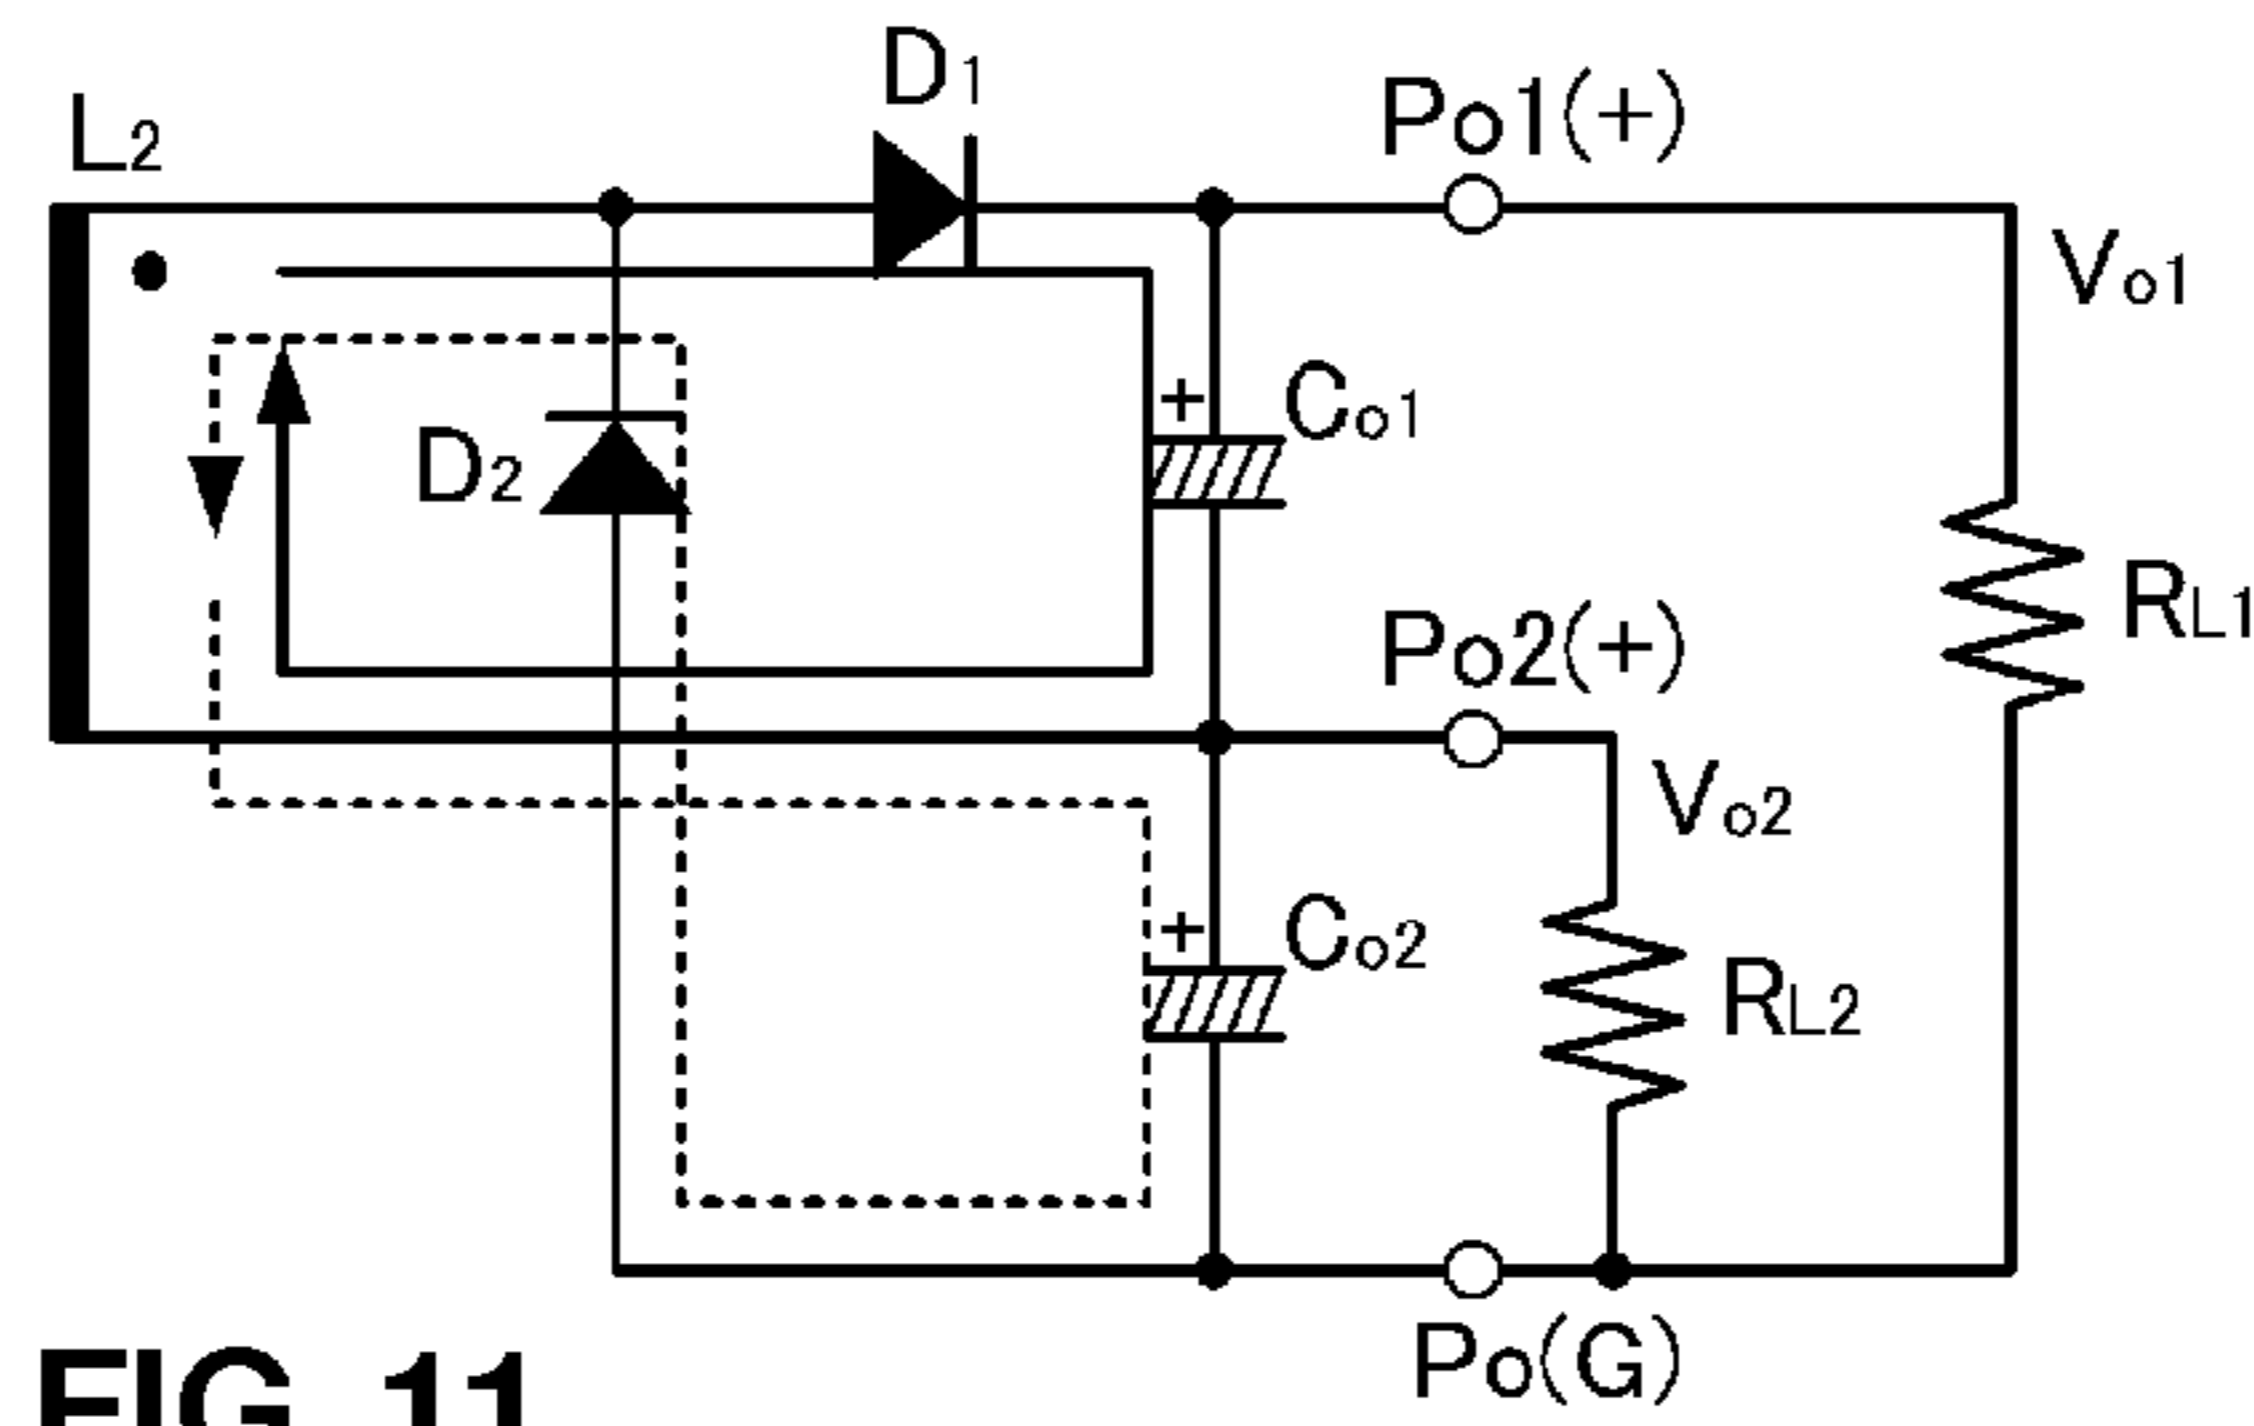 D1
L2
Po1(+)
Vo1
+
Co1
D2
RL1
Po2(+)
Vo2
+
Co2
RL2
Po(G)
FIG. 11